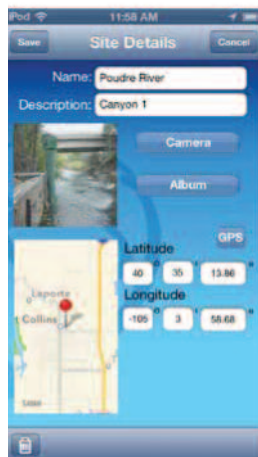 iPod 11:58 AM
Save Site Details Cancel
Name: Poudre River
Description: Canyon 1
Camera
Album
GPS
Latitude
40 ° 35 ' 13.86 "
Longitude
-105 ° 3 ' 58.68 "
Laporte
t Collins